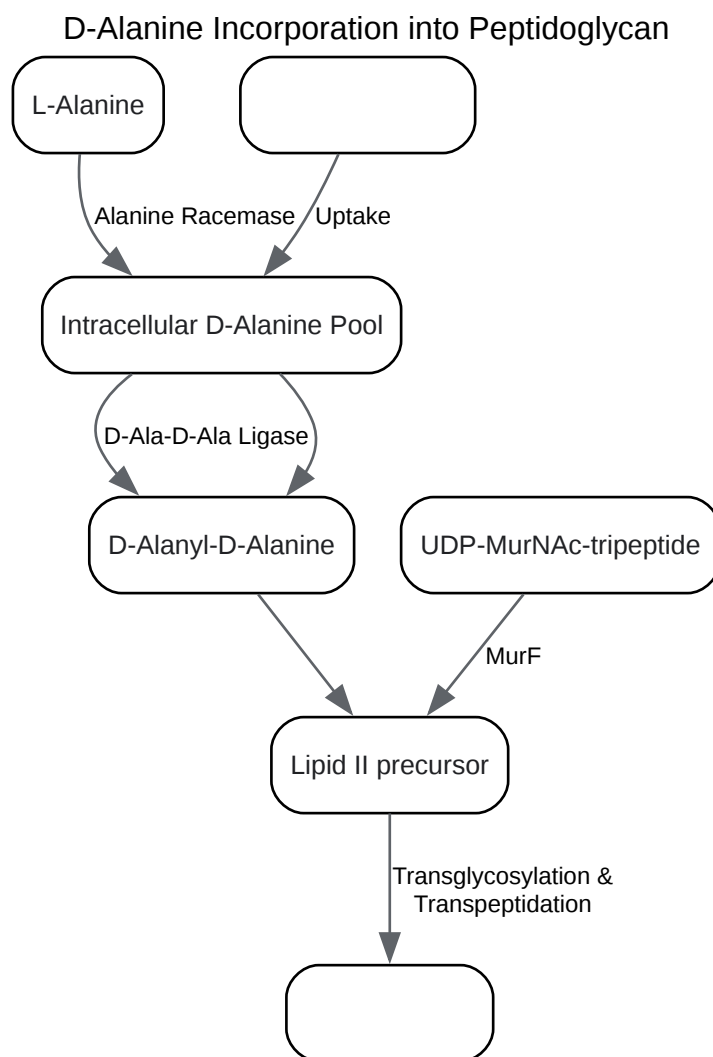 D-Alanine Incorporation into Peptidoglycan
L-Alanine
Alanine Racemase
Uptake
Intracellular D-Alanine Pool
D-Ala-D-Ala Ligase
D-Alanyl-D-Alanine
UDP-MurNAc-tripeptide
MurF
Lipid II precursor
Transglycosylation &
Transpeptidation